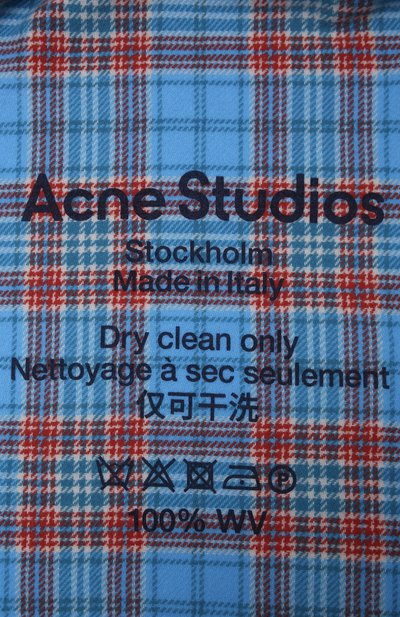 Acne Studios
Stockholm
Made in Italy
Dry clean only
Nettoyage à sec seulement
仅可干洗
P
100% WV